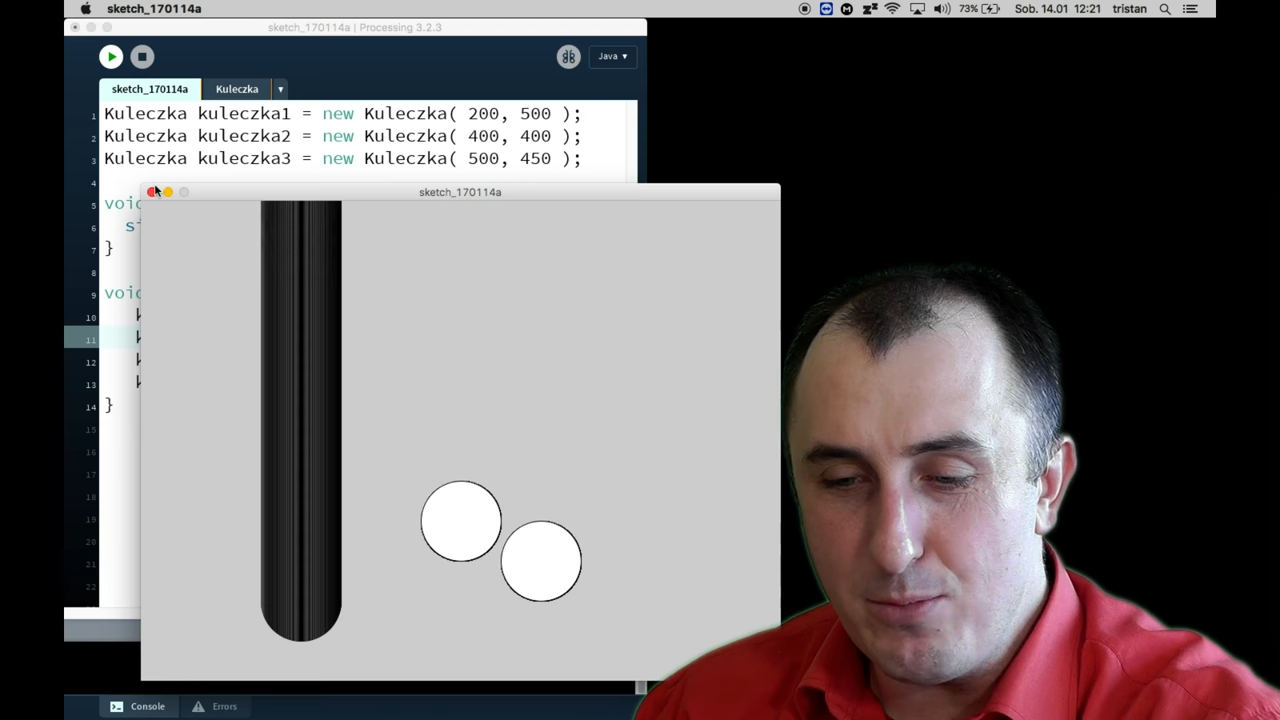 sketch_170114a
73%
Sob. 14.01 12:21 tristan
sketch_170114a | Processing 3.2.3
Java
sketch_170114a
Kuleczka
1 Kuleczka kuleczka1 = new Kuleczka( 200, 500 );
2 Kuleczka kuleczka2 = new Kuleczka( 400, 400 );
3 Kuleczka kuleczka3 = new Kuleczka( 500, 450 );
4
sketch_170114a
5
6
7 }
8
9
10
11
12
13
14 }
15
16
17
18
19
20
21
22
Console
Errors